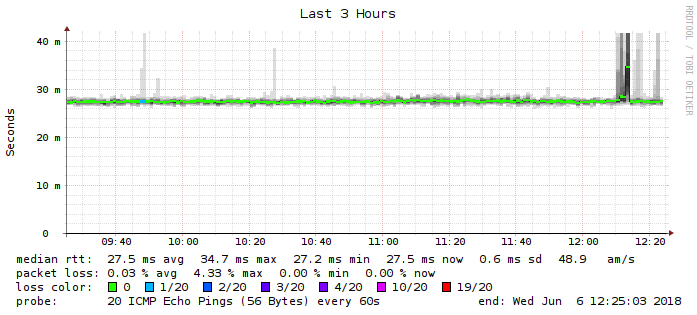 Last 3 Hours
RRDTOOL / TOBI OETIKER
Seconds
40 m
30 m
20 m
10 m
0
09:40 10:00 10:20 10:40 11:00 11:20 11:40 12:00 12:20
median rtt: 27.5 ms avg 34.7 ms max 27.2 ms min 27.5 ms now 0.6 ms sd 48.9 am/s
packet loss: 0.03 % avg 4.33 % max 0.00 % min 0.00 % now
loss color: 0 1/20 2/20 3/20 4/20 10/20 19/20
probe: 20 ICMP Echo Pings (56 Bytes) every 60s end: Wed Jun 6 12:25:03 2018